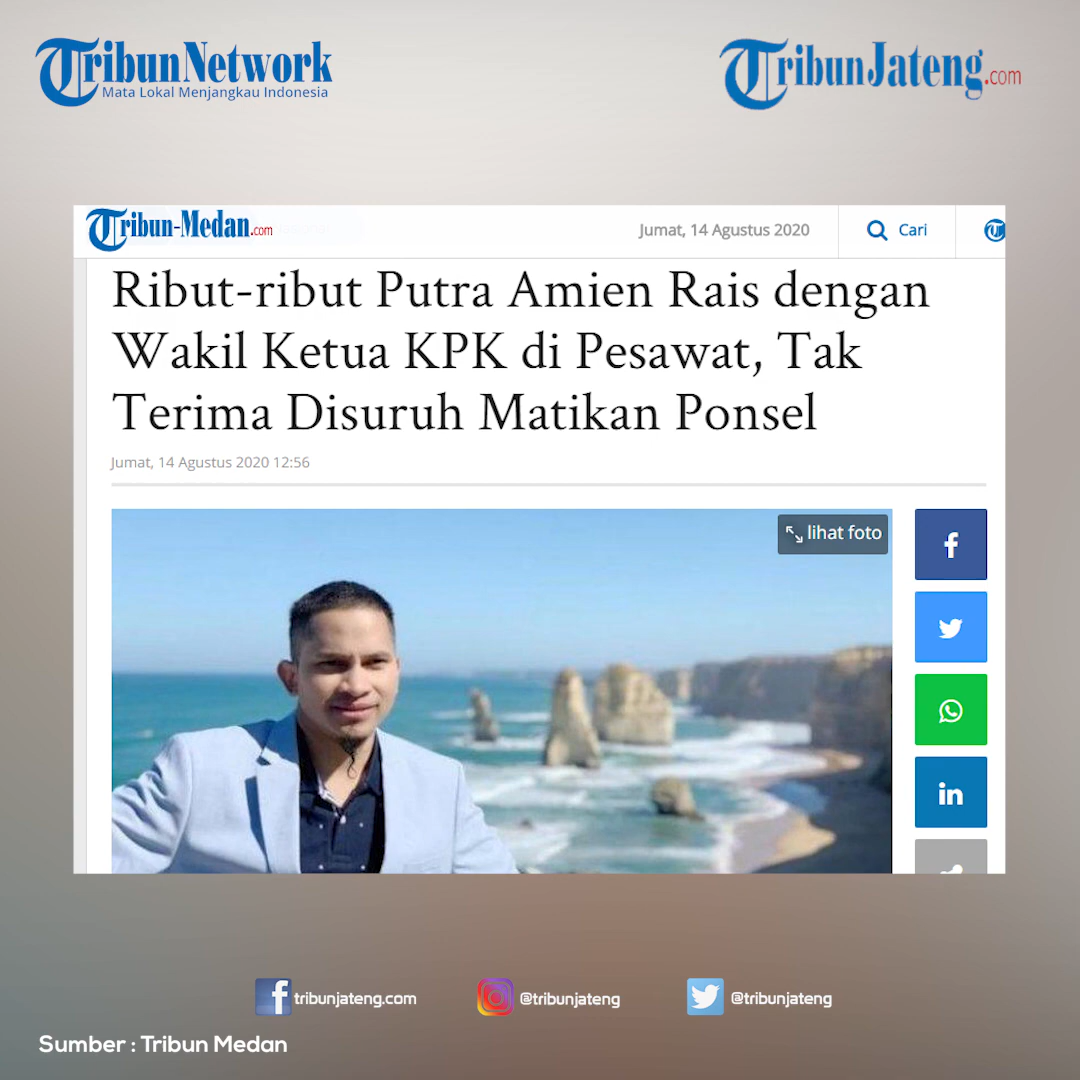 TribunNetwork
Mata Lokal Menjangkau Indonesia
TribunJateng.com
Tribun-Medan.com
Jumat, 14 Agustus 2020
Cari
Ribut-ribut Putra Amien Rais dengan
Wakil Ketua KPK di Pesawat, Tak
Terima Disuruh Matikan Ponsel
Jumat, 14 Agustus 2020 12:56
lihat foto
tribunjateng.com
@tribunjateng
@tribunjateng
Sumber : Tribun Medan